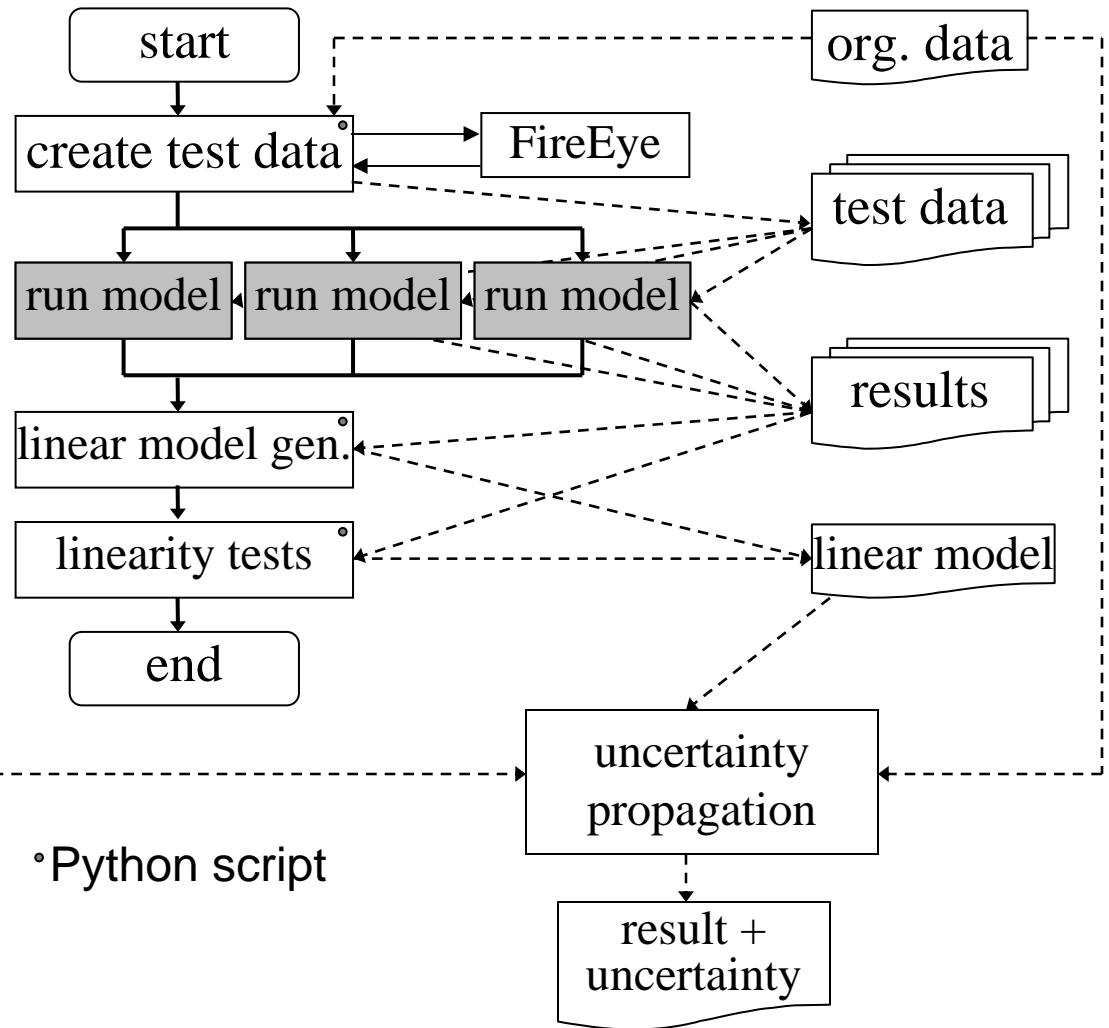 start
org. data
create test data
FireEye
test data
run model
run model
run model
results
linear model gen.
linearity tests
linear model
end
uncertainty
propagation
Python script
result +
uncertainty